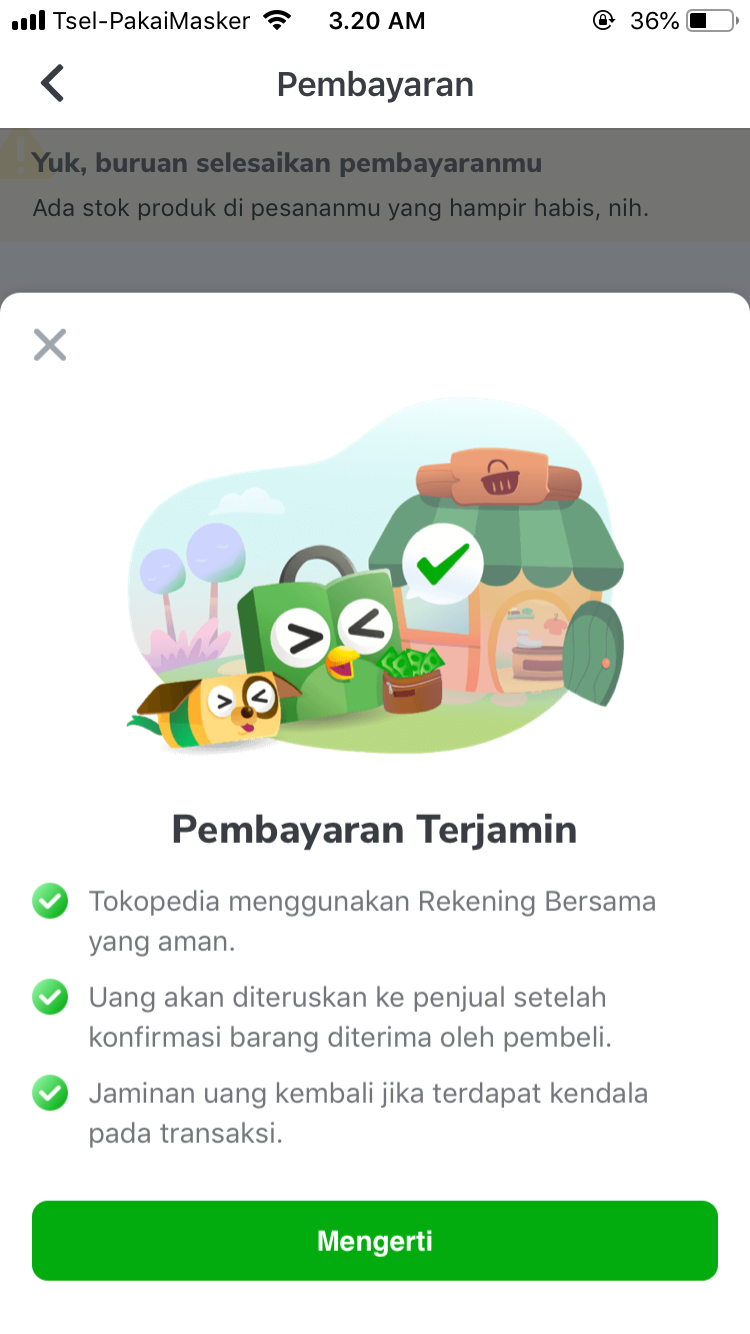 Tsel-PakaiMasker 3.20 AM 36%
Pembayaran
Yuk, buruan selesaikan pembayaranmu
Ada stok produk di pesananmu yang hampir habis, nih.
Pembayaran Terjamin
Tokopedia menggunakan Rekening Bersama
yang aman.
Uang akan diteruskan ke penjual setelah
konfirmasi barang diterima oleh pembeli.
Jaminan uang kembali jika terdapat kendala
pada transaksi.
Mengerti